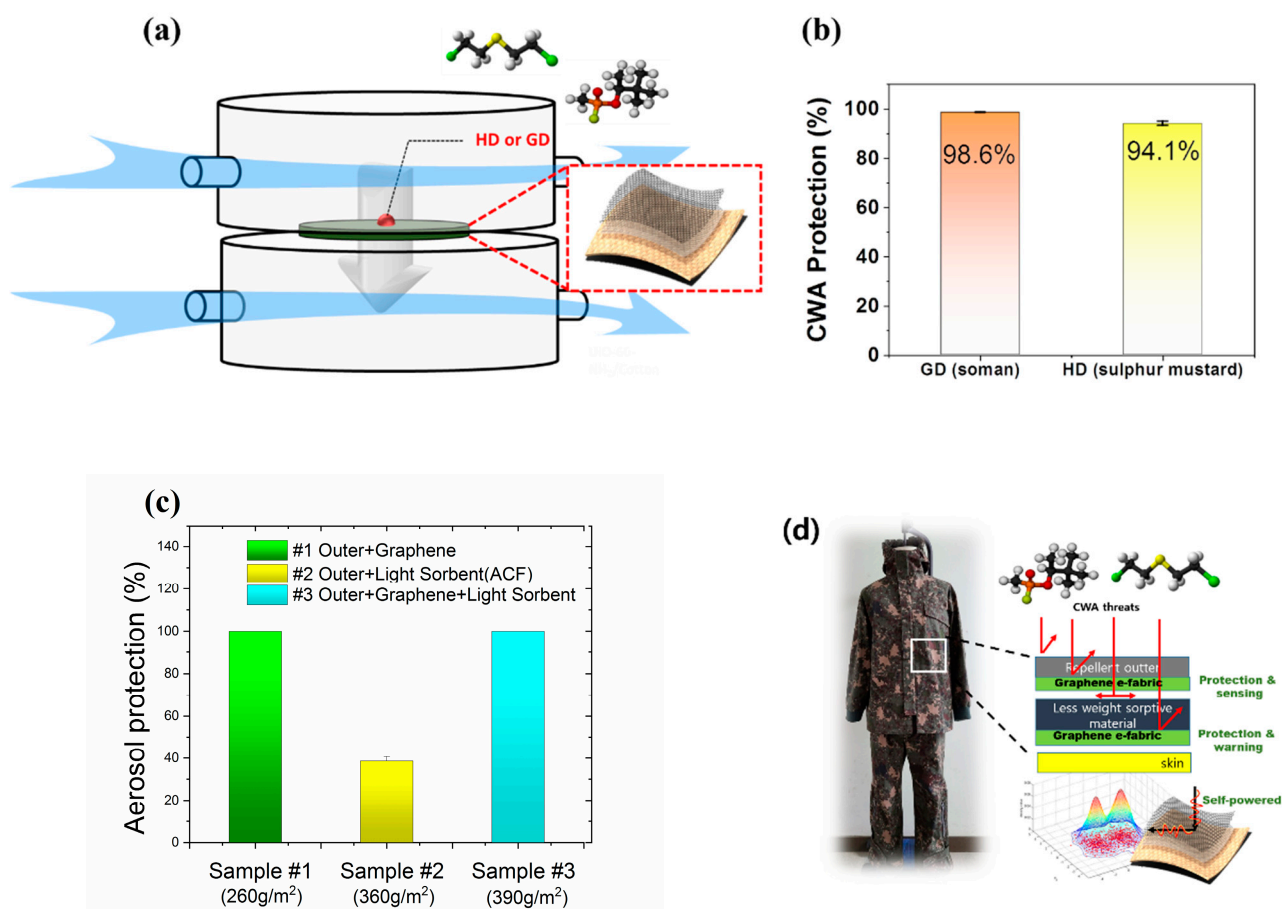 (a)
HD or GD
(b)
CWA Protection (%)
100
80
60
40
20
0
98.6%
94.1%
GD (soman)
HD (sulphur mustard)
(c)
Aerosol protection (%)
140
120
100
80
60
40
20
0
#1 Outer+Graphene
#2 Outer+Light Sorbent(ACF)
#3 Outer+Graphene+Light Sorbent
Sample #1
(260g/m²)
Sample #2
(360g/m²)
Sample #3
(390g/m²)
(d)
CWA threats
Repellent outter
Graphene e-fabric
Protection &
sensing
Less weight sorptive
material
Graphene e-fabric
Protection &
warning
skin
Self-powered